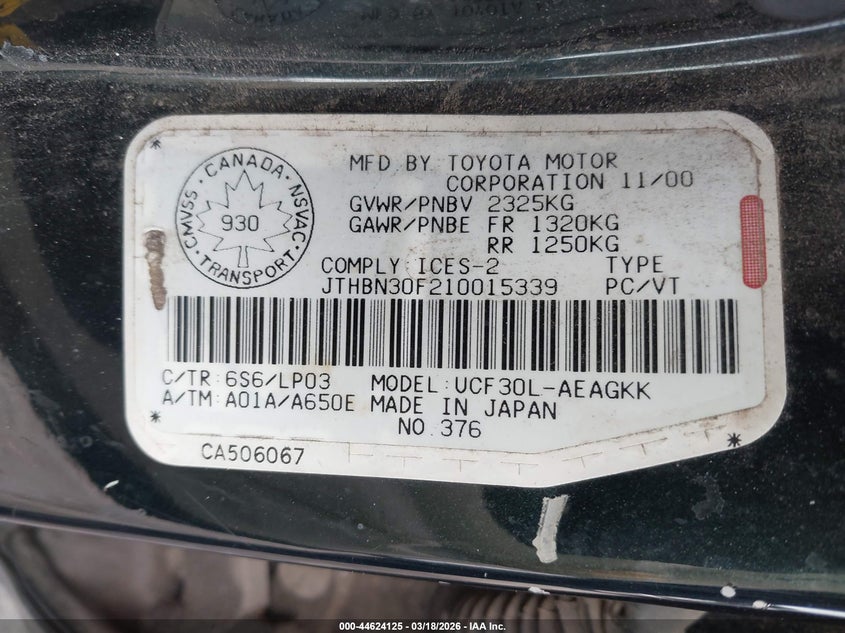 CMVSS · CANADA · NSVAC · TRANSPORT ·
930
MFD BY TOYOTA MOTOR
CORPORATION 11/00
GVWR/PNBV 2325KG
GAWR/PNBE FR 1320KG
RR 1250KG
COMPLY ICES-2 TYPE
JTHBN30F210015339 PC/VT
C/TR:6S6/LP03 MODEL:UCF30L-AEAGKK
A/TM:A01A/A650E MADE IN JAPAN
NO.376
CA506067
000-44624125 - 03/18/2026 - IAA Inc.